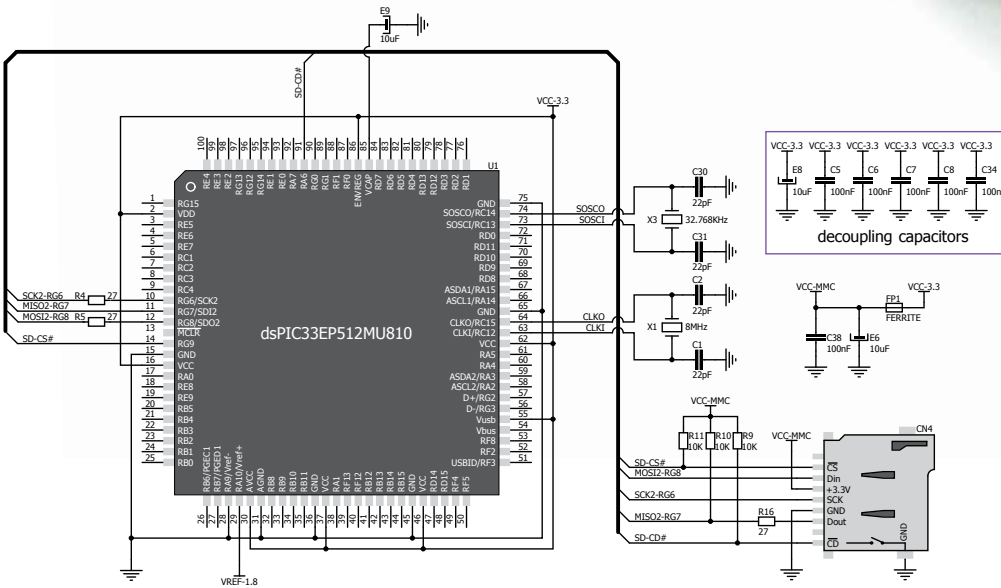 E9
10uF
SD-CD#
VCC-3.3
100
99
98
97
96
95
94
93
92
91
90
89
88
87
86
85
84
83
82
81
80
79
78
77
76
RE4
RE3
RE2
RG13
RG12
RG14
RE1
RE0
RA7
RA6
RG0
RG1
RF1
RF0
ENVREG
VCAP
RD7
RD6
RD5
RD4
RD13
RD12
RD3
RD2
RD1
U1
1 RG15
2 VDD
3 RE5
4 RE6
5 RE7
6 RC1
7 RC2
8 RC3
9 RC4
SCK2-RG6 R4 27 10 RG6/SCK2
MISO2-RG7 11 RG7/SDI2
MOSI2-RG8 R5 27 12 RG8/SDO2
13 MCLR
SD-CS# 14 RG9
15 GND
16 VCC
17 RA0
18 RE8
19 RE9
20 RB5
21 RB4
22 RB3
23 RB2
24 RB1
25 RB0
dsPIC33EP512MU810
GND 75
SOSCO/RC14 74 SOSCO
SOSCI/RC13 73 SOSCI
RD0 72
RD11 71
RD10 70
RD9 69
RD8 68
ASDA1/RA15 67
ASCL1/RA14 66
GND 65
CLKO/RC15 64 CLKO
CLKI/RC12 63 CLKI
VCC 62
RA5 61
RA4 60
ASDA2/RA3 59
ASCL2/RA2 58
D+/RG2 57
D-/RG3 56
Vusb 55
Vbus 54
RF8 53
RF2 52
USBID/RF3 51
RB6/PGEC1
RB7/PGED1
RA9/Vref-
RA10/Vref+
AVCC
AGND
RB8
RB9
RB10
RB11
GND
VCC
RA1
RF13
RF12
RB12
RB13
RB14
RB15
GND
VCC
RD14
RD15
RF4
RF5
26
27
28
29
30
31
32
33
34
35
36
37
38
39
40
41
42
43
44
45
46
47
48
49
50
VREF-1.8
C30
22pF
X3 32.768KHz
C31
22pF
C2
22pF
X1 8MHz
C1
22pF
VCC-3.3 VCC-3.3 VCC-3.3 VCC-3.3 VCC-3.3 VCC-3.3
E8 C5 C6 C7 C8 C34
10uF 100nF 100nF 100nF 100nF
decoupling capacitors
VCC-MMC FP1 VCC-3.3
FERRITE
C38 E6
100nF 10uF
VCC-MMC
R11 R10 R9
10K 10K 10K
VCC-MMC
CN4
SD-CS# CS
MOSI2-RG8 Din
+3.3V
SCK2-RG6 SCK
GND
MISO2-RG7 R16 Dout
27
SD-CD# CD
GND